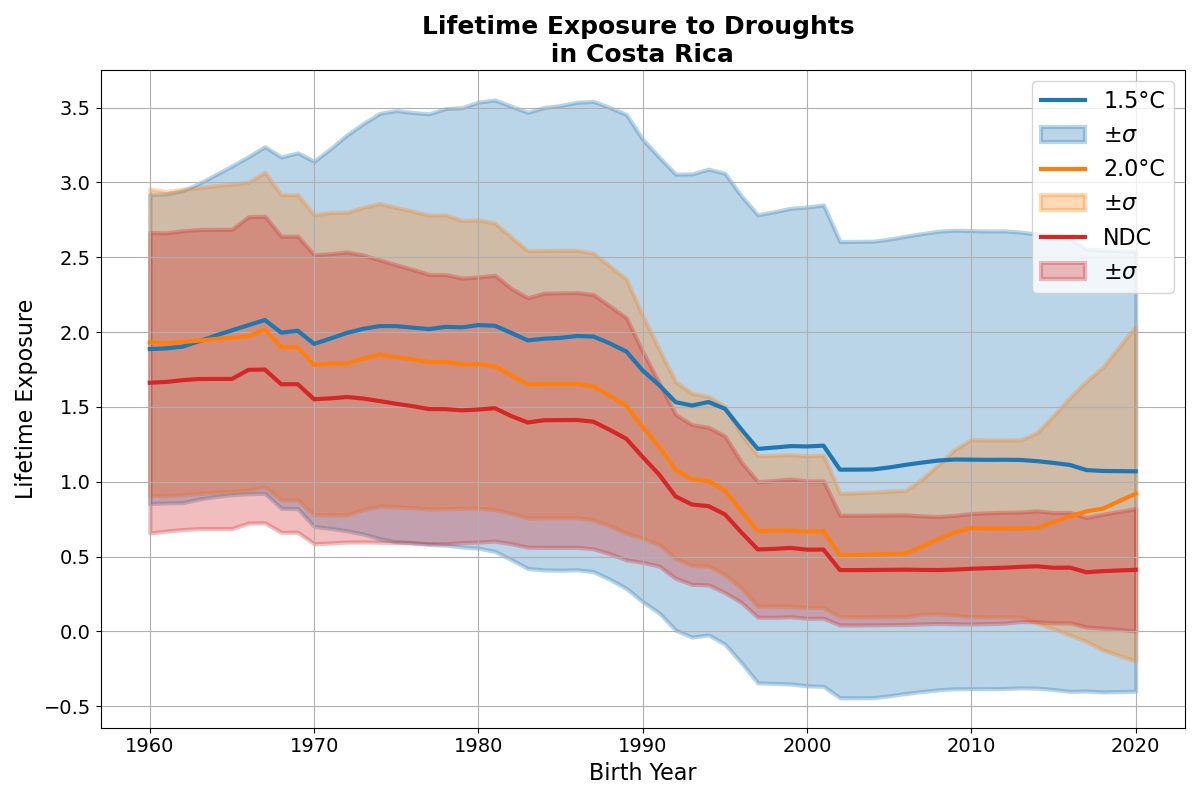 Lifetime Exposure to Droughts
in Costa Rica
Lifetime Exposure
3.5
3.0
2.5
2.0
1.5
1.0
0.5
0.0
−0.5
1.5°C
±σ
2.0°C
±σ
NDC
±σ
1960
1970
1980
1990
2000
2010
2020
Birth Year